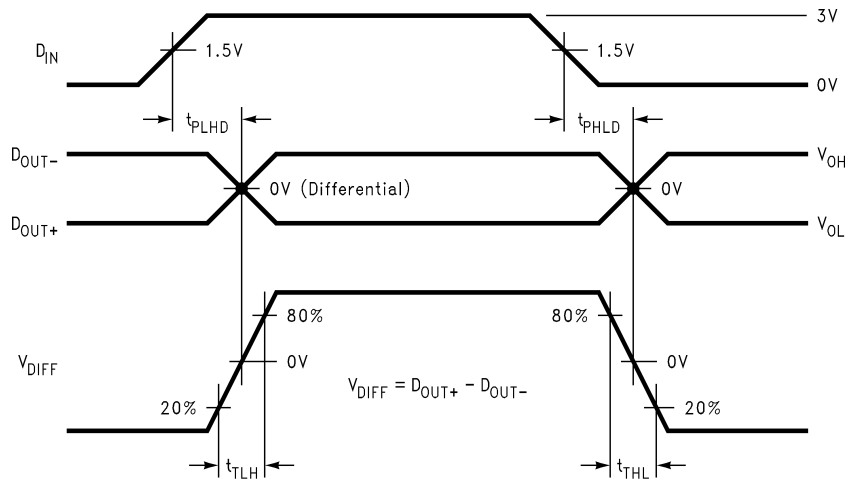 3V
D_IN
1.5V
1.5V
0V
t_PLHD
t_PHLD
D_OUT-
V_OH
0V (Differential)
0V
D_OUT+
V_OL
80%
80%
V_DIFF
0V
V_DIFF = D_OUT+ - D_OUT-
0V
20%
20%
t_TLH
t_THL